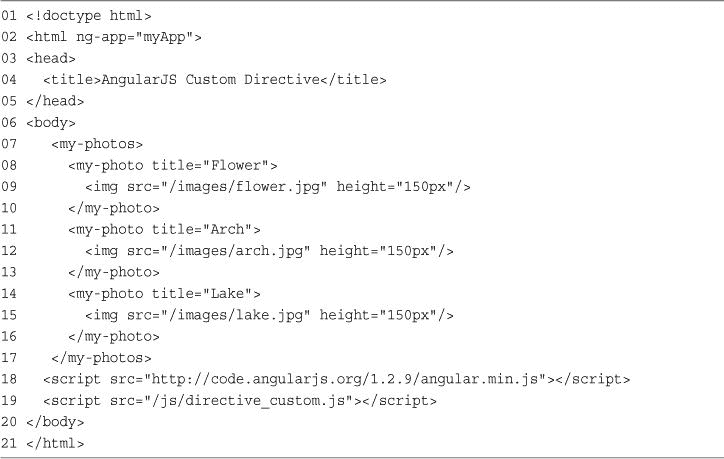 01 <!doctype html>
02 <html ng-app="myApp">
03 <head>
04   <title>AngularJS Custom Directive</title>
05 </head>
06 <body>
07    <my-photos>
08      <my-photo title="Flower">
09        <img src="/images/flower.jpg" height="150px"/>
10      </my-photo>
11      <my-photo title="Arch">
12        <img src="/images/arch.jpg" height="150px"/>
13      </my-photo>
14      <my-photo title="Lake">
15        <img src="/images/lake.jpg" height="150px"/>
16      </my-photo>
17    </my-photos>
18   <script src="http://code.angularjs.org/1.2.9/angular.min.js"></script>
19   <script src="/js/directive_custom.js"></script>
20 </body>
21 </html>